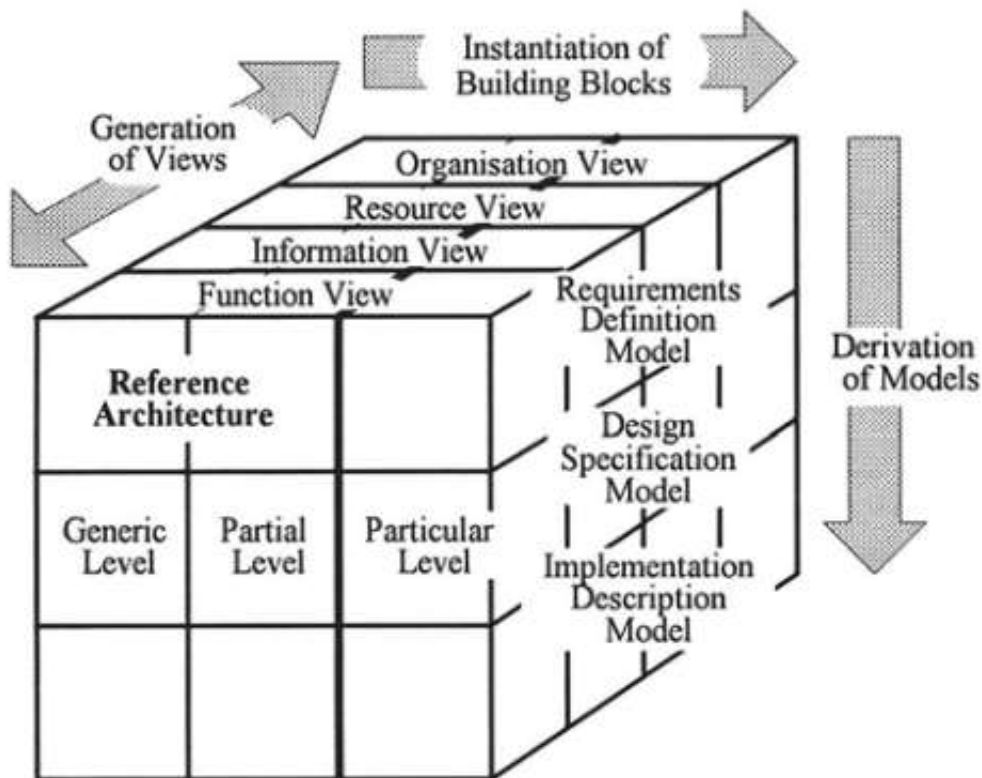 Instantiation of
Building Blocks
Generation
of Views
Organisation View
Resource View
Information View
Function View
Requirements
Definition
Model
Derivation
of Models
Reference
Architecture
Design
Specification
Model
Generic
Level
Partial
Level
Particular
Level
Implementation
Description
Model